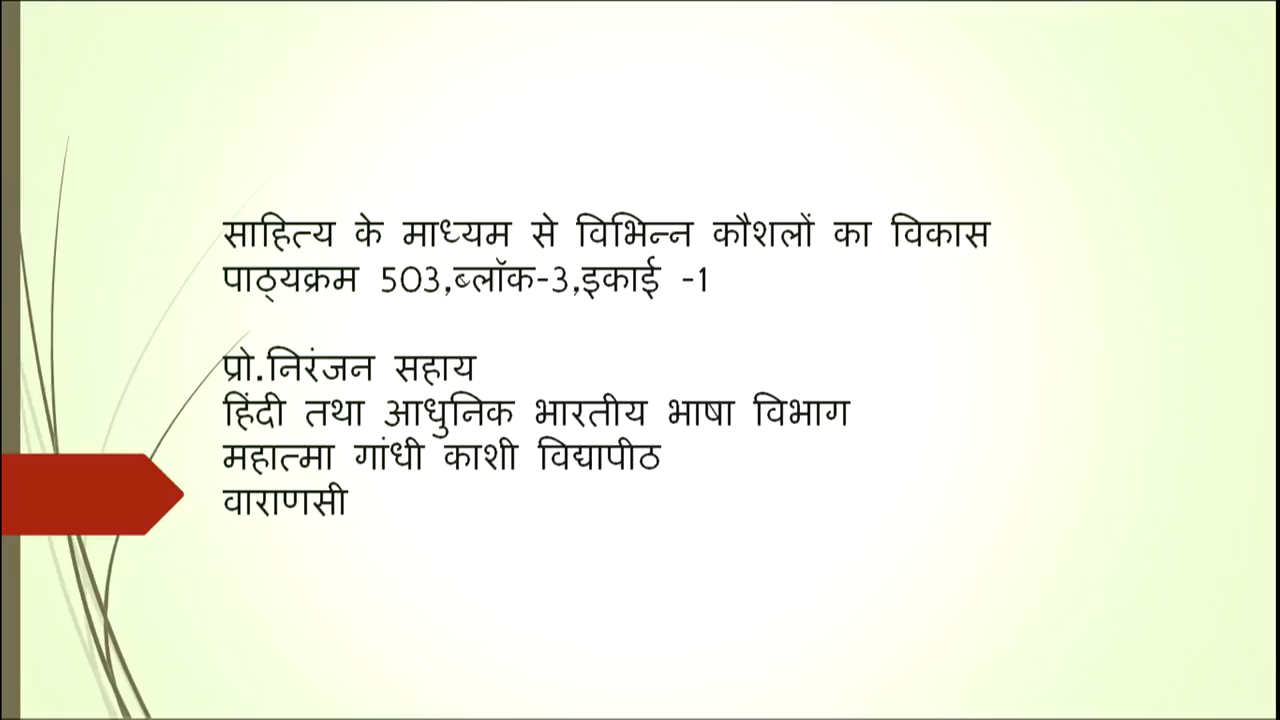 साहित्य के माध्यम से विभिन्न कौशलों का विकास
पाठ्यक्रम 503,ब्लॉक-3,इकाई -1
प्रो.निरंजन सहाय
हिंदी तथा आधुनिक भारतीय भाषा विभाग
महात्मा गांधी काशी विद्यापीठ
वाराणसी